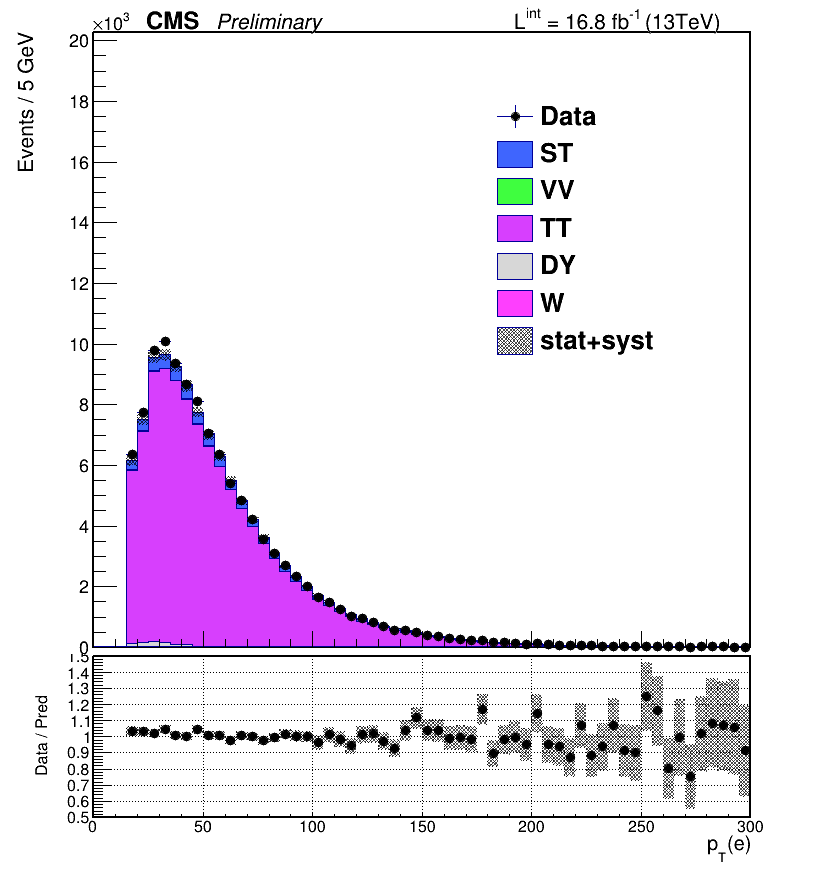 ×10³ CMS Preliminary L^int = 16.8 fb⁻¹ (13TeV)
Events / 5 GeV
20
18
16
14
12
10
8
6
4
2
0
Data
ST
VV
TT
DY
W
stat+syst
Data / Pred
1.5
1.4
1.3
1.2
1.1
1
0.9
0.8
0.7
0.6
0.5
0 50 100 150 200 250 300
p_T(e)